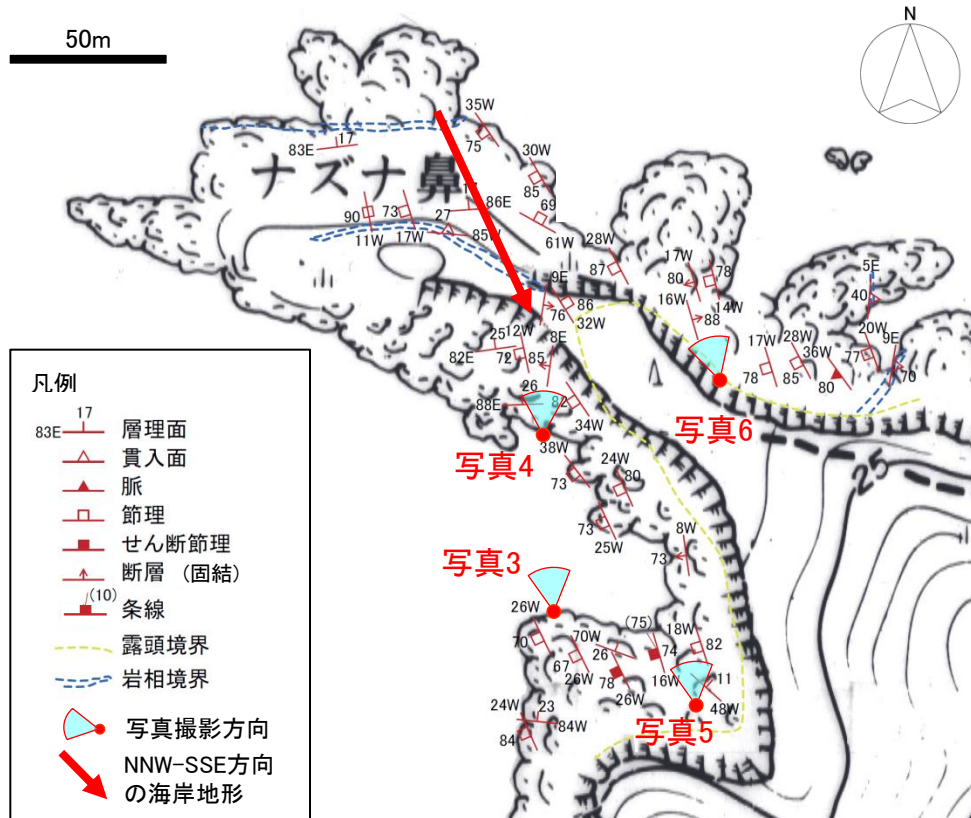 50m
N
35W
75
17
83E
ナズナ鼻
30W
85
69
86E
90
73
27
11W
17W
61W
28W
87
17W
80
78
5E
40
9E
86
76
32W
16W
14W
88
20W
12W
8E
25
82E
72
85
17W
28W
36W
77
9E
70
78
85
80
26
88E
82
34W
写真6
写真4
38W
24W
80
73
25
73
25W
8W
73
写真3
26W
(75)
18W
70
70W
26
74
82
67
26W
78
26W
16W
11
48W
24W
23
84W
84
写真5
凡例
17
83E
層理面
貫入面
脈
節理
せん断節理
断層 (固結)
(10)
条線
露頭境界
岩相境界
写真撮影方向
NNW-SSE方向
の海岸地形